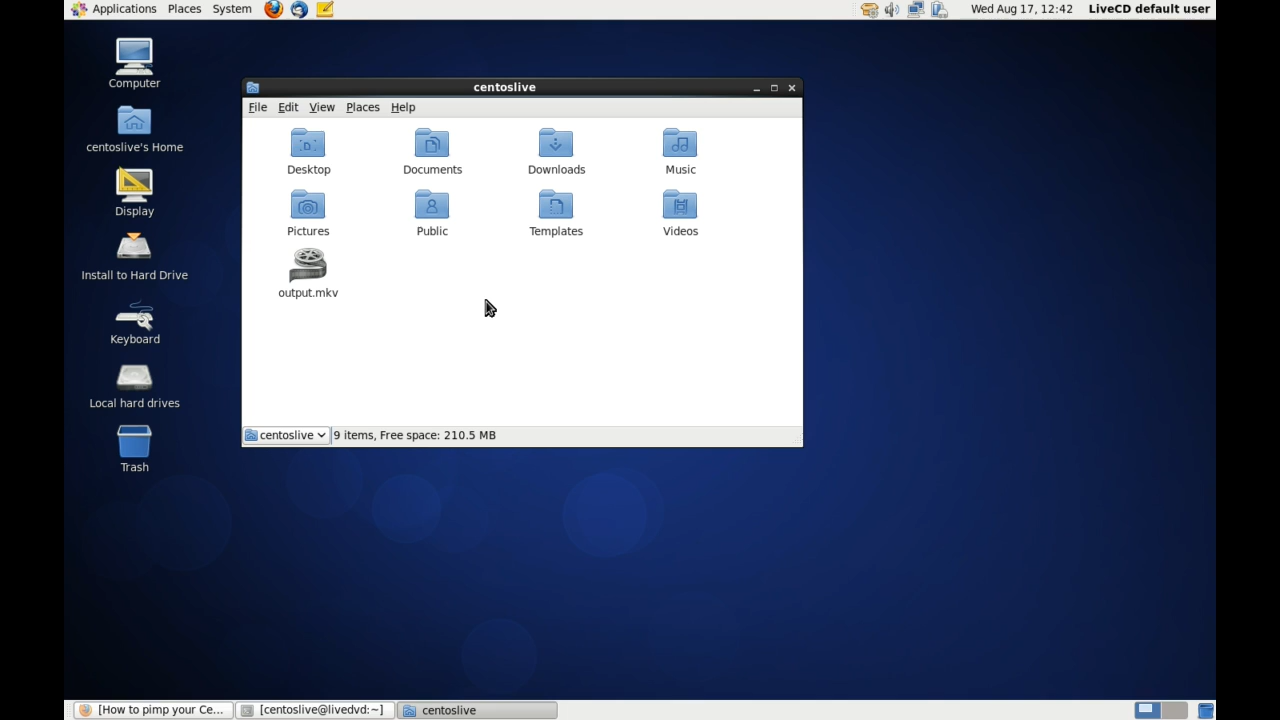 Applications Places System
Wed Aug 17, 12:42 LiveCD default user
Computer
centoslive's Home
Display
Install to Hard Drive
Keyboard
Local hard drives
Trash
centoslive
File Edit View Places Help
Desktop Documents Downloads Music
Pictures Public Templates Videos
output.mkv
centoslive 9 items, Free space: 210.5 MB
[How to pimp your Ce... [centoslive@livedvd:~] centoslive